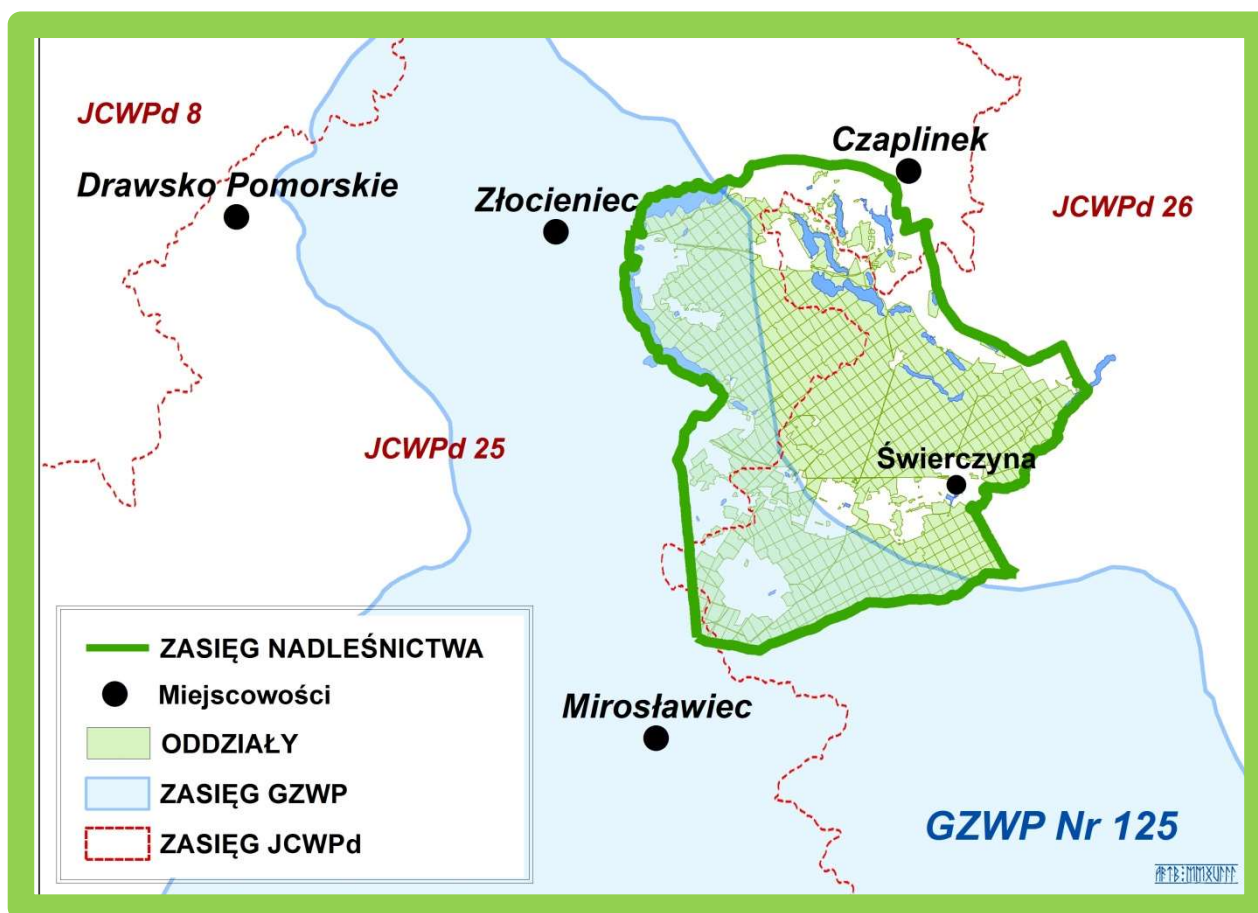 JCWPd 8
Czaplinek
Drawsko Pomorskie
Złocieniec
JCWPd 26
JCWPd 25
Świerczyna
ZASIĘG NADLEŚNICTWA
Miejscowości
ODDZIAŁY
ZASIĘG GZWP
ZASIĘG JCWPd
Mirosławiec
GZWP Nr 125